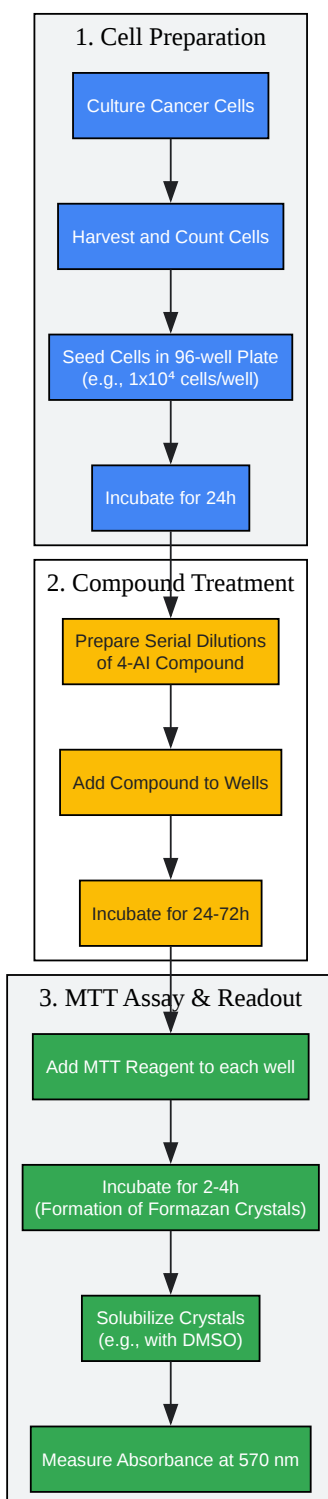 1. Cell Preparation
Culture Cancer Cells
Harvest and Count Cells
Seed Cells in 96-well Plate
(e.g., 1x10⁴ cells/well)
Incubate for 24h
2. Compound Treatment
Prepare Serial Dilutions
of 4-AI Compound
Add Compound to Wells
Incubate for 24-72h
3. MTT Assay & Readout
Add MTT Reagent to each well
Incubate for 2-4h
(Formation of Formazan Crystals)
Solubilize Crystals
(e.g., with DMSO)
Measure Absorbance at 570 nm